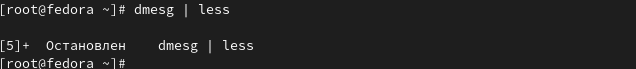 [root@fedora ~]# dmesg | less
[5]+  Остановлен    dmesg | less
[root@fedora ~]#